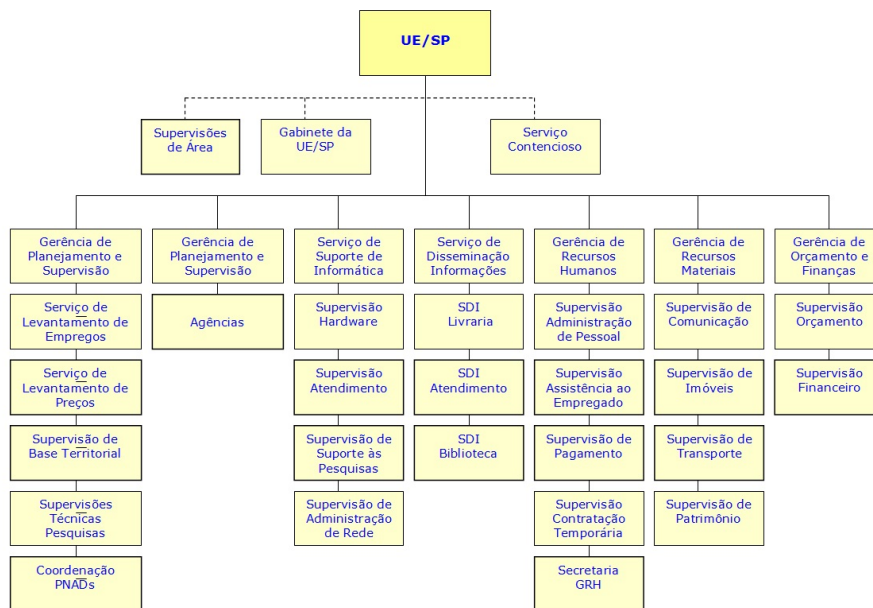 UE/SP
Supervisões
de Área
Gabinete da
UE/SP
Serviço
Contencioso
Gerência de
Planejamento e
Supervisão
Serviço de
Levantamento de
Empregos
Serviço de
Levantamento de
Preços
Supervisão de
Base Territorial
Supervisões
Técnicas
Pesquisas
Coordenação
PNADs
Gerência de
Planejamento e
Supervisão
Agências
Serviço de
Suporte de
Informática
Supervisão
Hardware
Supervisão
Atendimento
Supervisão de
Suporte às
Pesquisas
Supervisão de
Administração
de Rede
Serviço de
Disseminação
Informações
SDI
Livraria
SDI
Atendimento
SDI
Biblioteca
Gerência de
Recursos
Humanos
Supervisão
Administração
de Pessoal
Supervisão
Assistência ao
Empregado
Supervisão de
Pagamento
Supervisão
Contratação
Temporária
Secretaria
GRH
Gerência de
Recursos
Materiais
Supervisão de
Comunicação
Supervisão
de Imóveis
Supervisão de
Transporte
Supervisão de
Patrimônio
Gerência de
Orçamento e
Finanças
Supervisão
Orçamento
Supervisão
Financeiro